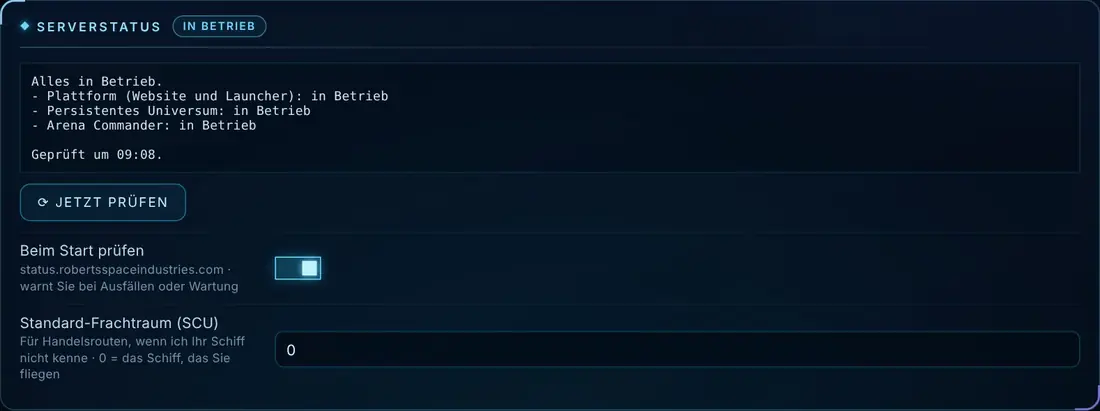 SERVERSTATUS IN BETRIEB
Alles in Betrieb.
- Plattform (Website und Launcher): in Betrieb
- Persistentes Universum: in Betrieb
- Arena Commander: in Betrieb
Geprüft um 09:08.
⟳ JETZT PRÜFEN
Beim Start prüfen
status.robertsspaceindustries.com ·
warnt Sie bei Ausfällen oder Wartung
Standard-Frachtraum (SCU)
Für Handelsrouten, wenn ich Ihr Schiff
nicht kenne · 0 = das Schiff, das Sie
fliegen
0